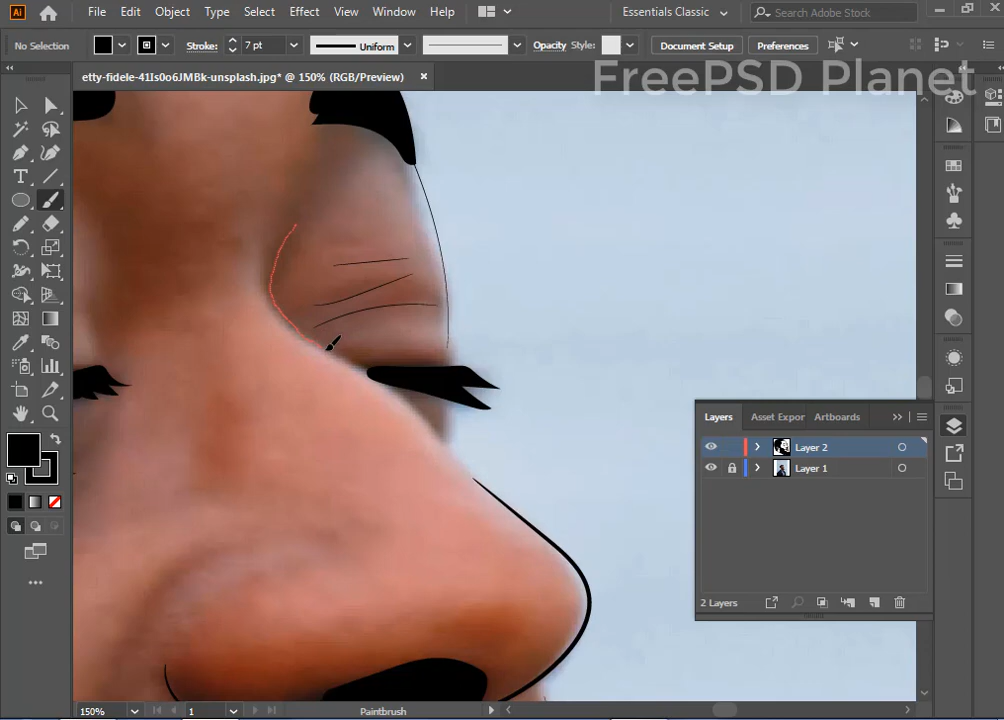 Ai File Edit Object Type Select Effect View Window Help Essentials Classic Search Adobe Stock
No Selection Stroke: 7 pt Uniform Opacity Style: Document Setup Preferences
etty-fidele-41Is0o6JMBk-unsplash.jpg* @ 150% (RGB/Preview)
FreePSD Planet
Layers Asset Expor Artboards
Layer 2
Layer 1
2 Layers
150% 1 Paintbrush